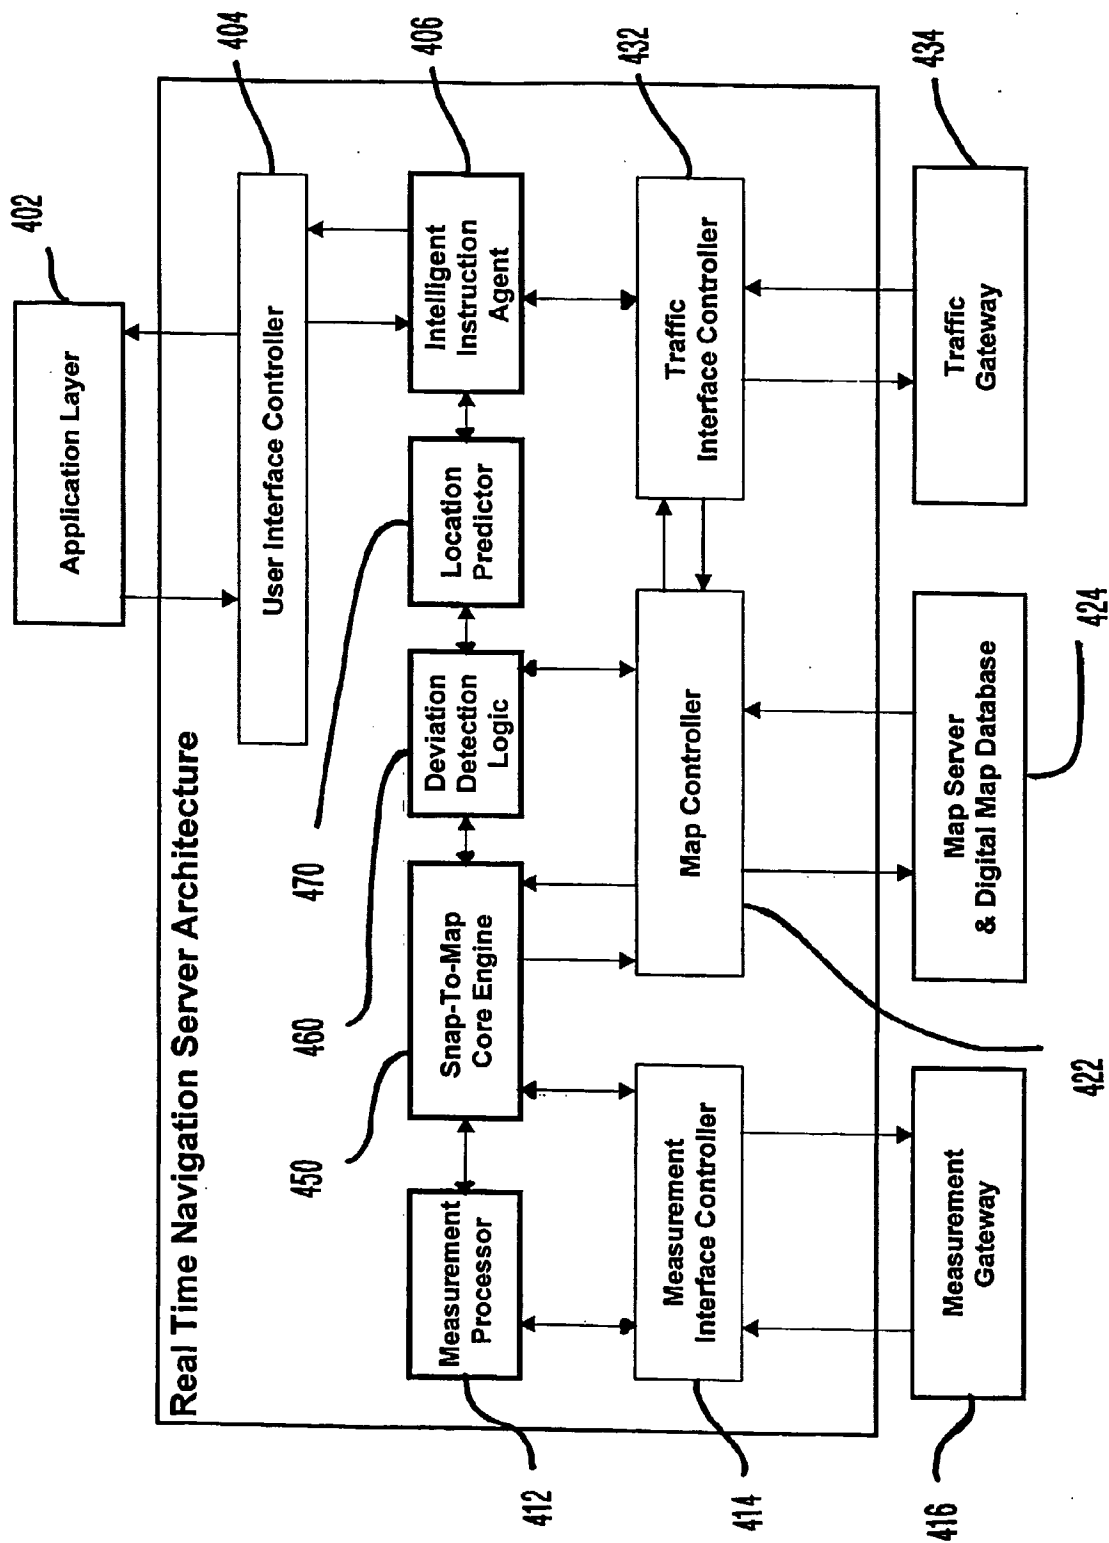 402
Application Layer
Real Time Navigation Server Architecture
404
User Interface Controller
470
460
450
412
Measurement
Processor
Snap-To-Map
Core Engine
Deviation
Detection
Logic
Location
Predictor
Intelligent
Instruction
Agent
406
414
Measurement
Interface Controller
Map Controller
422
Traffic
Interface Controller
432
416
Measurement
Gateway
Map Server
& Digital Map Database
424
Traffic
Gateway
434